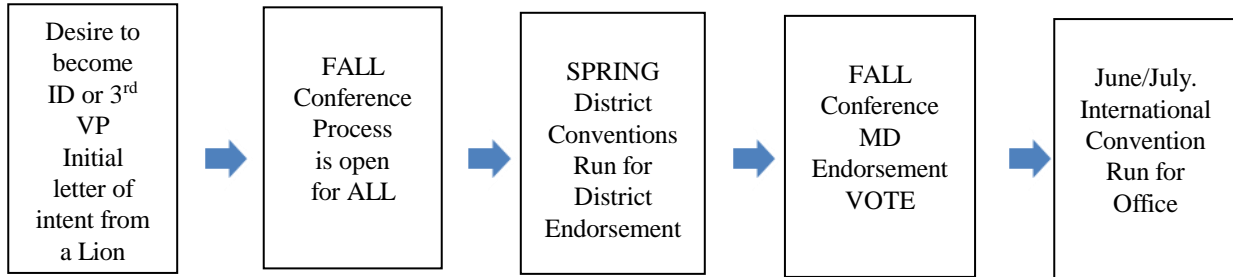 Desire to
become
ID or 3rd
VP
Initial
letter of
intent from
a Lion
FALL
Conference
Process
is open
for ALL
SPRING
District
Conventions
Run for
District
Endorsement
FALL
Conference
MD
Endorsement
VOTE
June/July.
International
Convention
Run for
Office